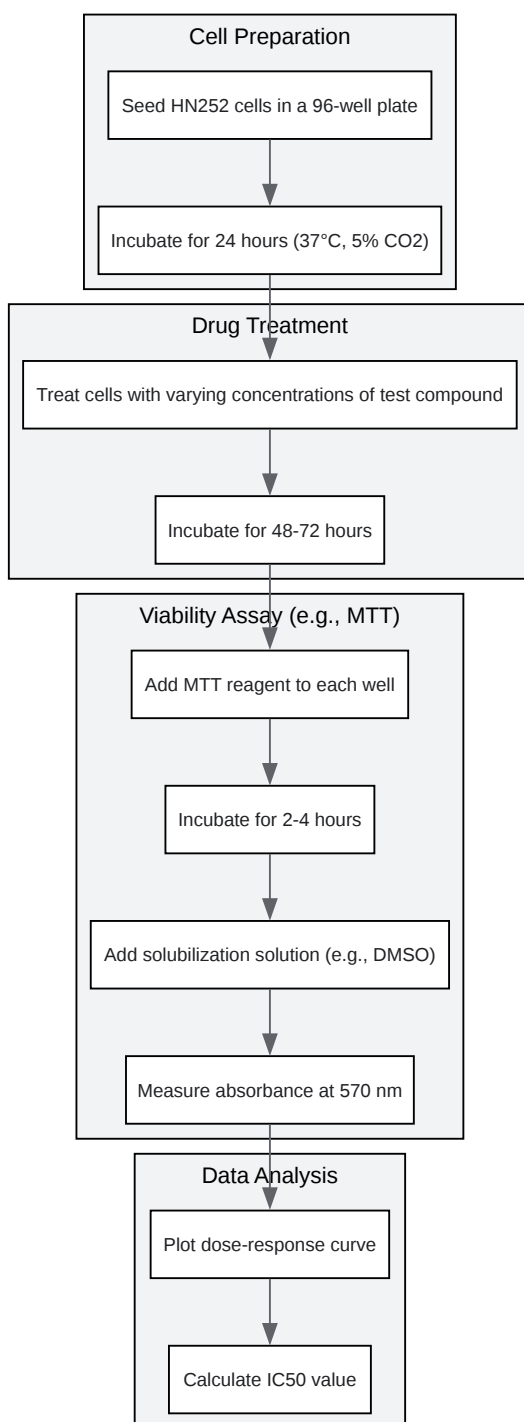 Cell Preparation
Seed HN252 cells in a 96-well plate
Incubate for 24 hours (37°C, 5% CO2)
Drug Treatment
Treat cells with varying concentrations of test compound
Incubate for 48-72 hours
Viability Assay (e.g., MTT)
Add MTT reagent to each well
Incubate for 2-4 hours
Add solubilization solution (e.g., DMSO)
Measure absorbance at 570 nm
Data Analysis
Plot dose-response curve
Calculate IC50 value